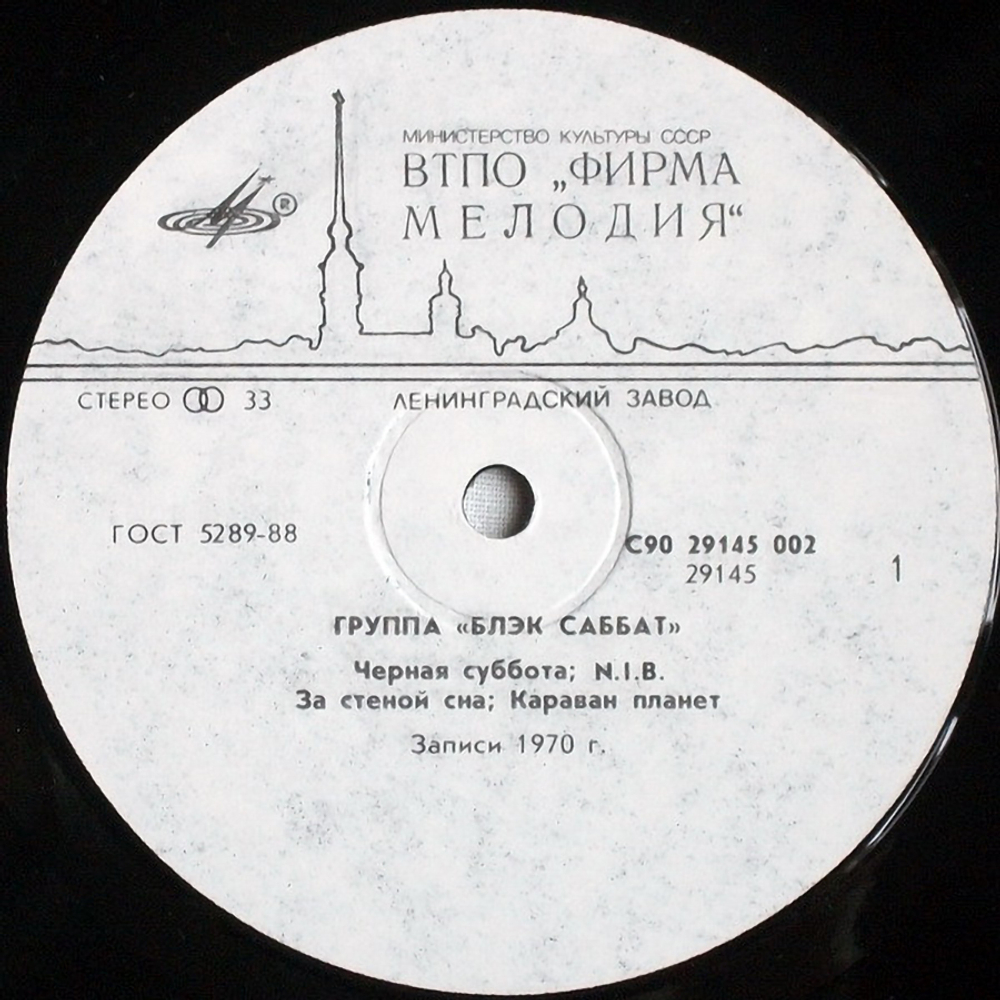 МИНИСТЕРСТВО КУЛЬТУРЫ СССР
ВТПО „ФИРМА
МЕЛОДИЯ“
®
СТЕРЕО 33
ЛЕНИНГРАДСКИЙ ЗАВОД
ГОСТ 5289-88
С90 29145 002
29145
1
ГРУППА «БЛЭК САББАТ»
Черная суббота; N.I.B.
За стеной сна; Караван планет
Записи 1970 г.